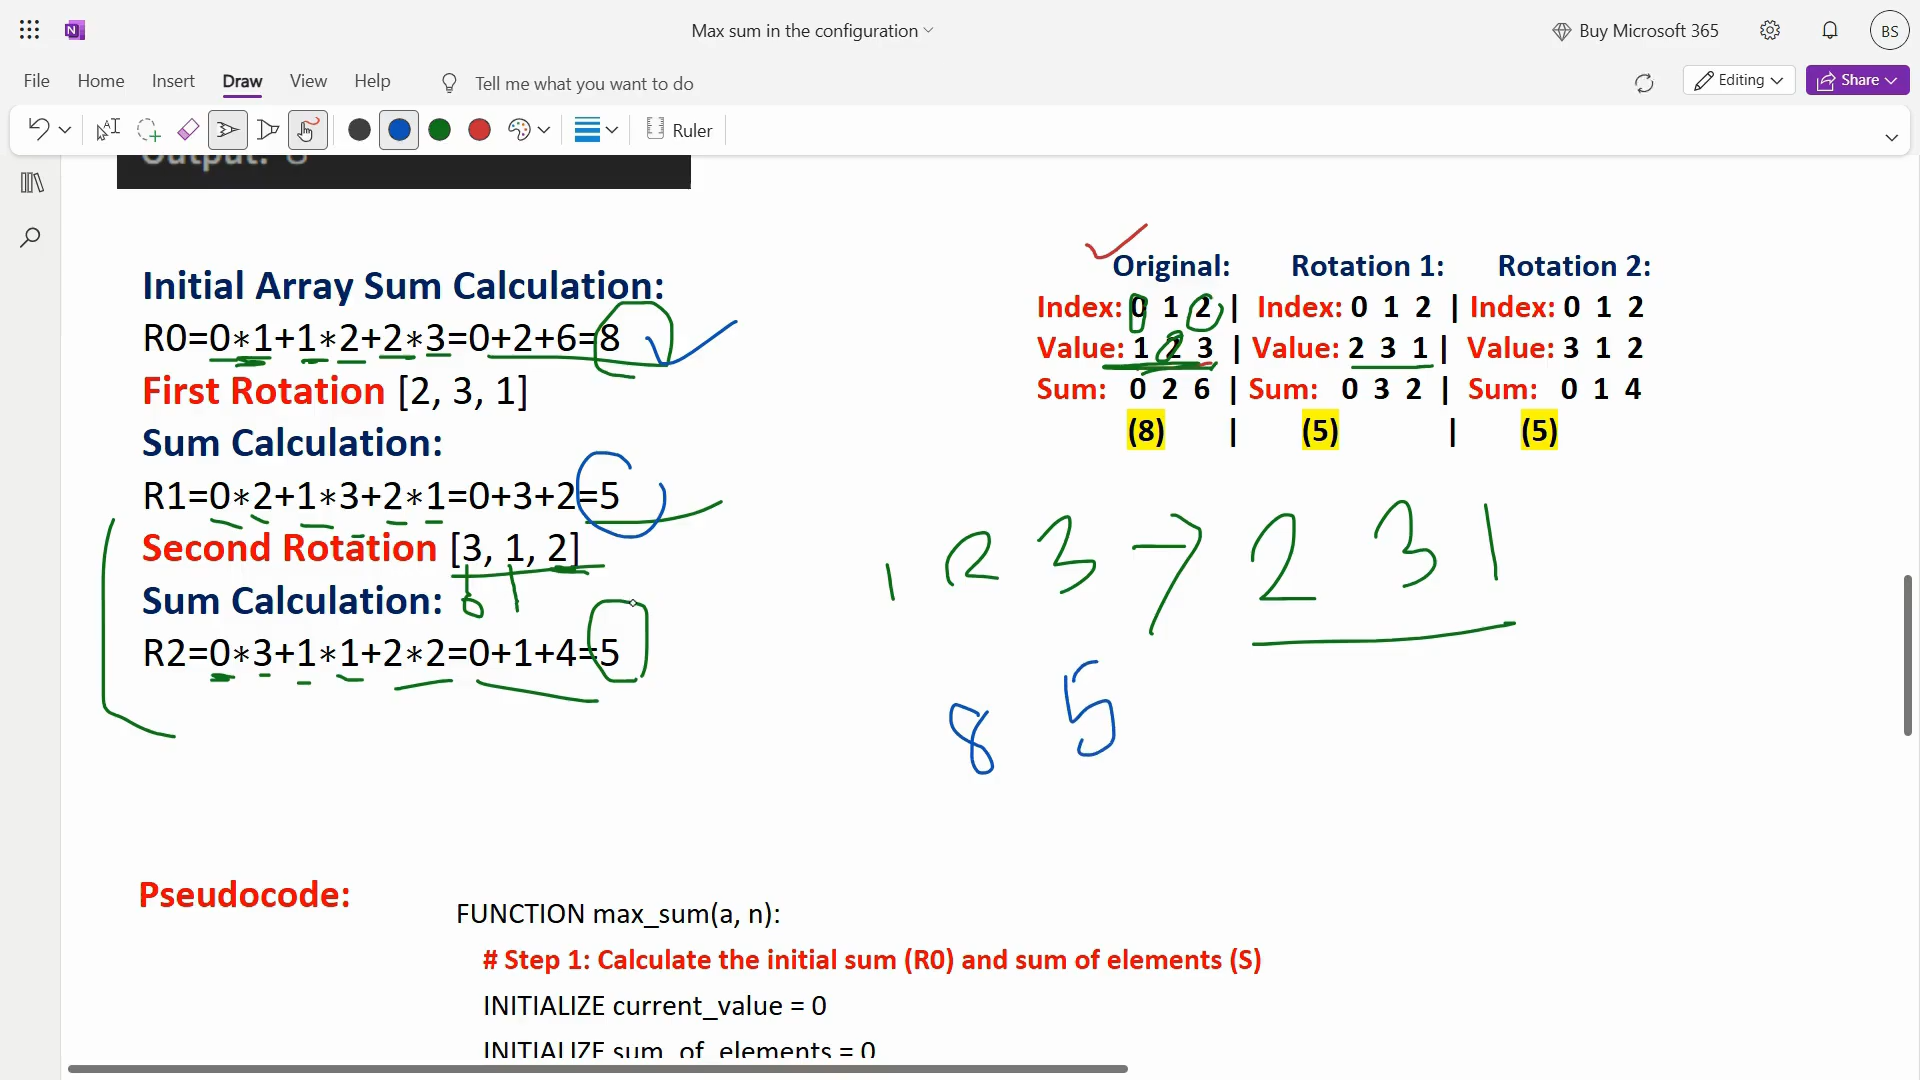 Max sum in the configuration
Buy Microsoft 365
BS
File Home Insert Draw View Help Tell me what you want to do
Editing
Share
Ruler
Output: 8
Initial Array Sum Calculation:
R0=0*1+1*2+2*3=0+2+6=8
First Rotation [2, 3, 1]
Sum Calculation:
R1=0*2+1*3+2*1=0+3+2=5
Second Rotation [3, 1, 2]
0 1
Sum Calculation:
R2=0*3+1*1+2*2=0+1+4=5
Original: Rotation 1: Rotation 2:
Index: 0 1 2 | Index: 0 1 2 | Index: 0 1 2
Value: 1 2 3 | Value: 2 3 1 | Value: 3 1 2
Sum: 0 2 6 | Sum: 0 3 2 | Sum: 0 1 4
(8) | (5) | (5)
1 2 3 → 2 3 1
8 5
Pseudocode:
FUNCTION max_sum(a, n):
# Step 1: Calculate the initial sum (R0) and sum of elements (S)
INITIALIZE current_value = 0
INITIALIZE sum_of_elements = 0